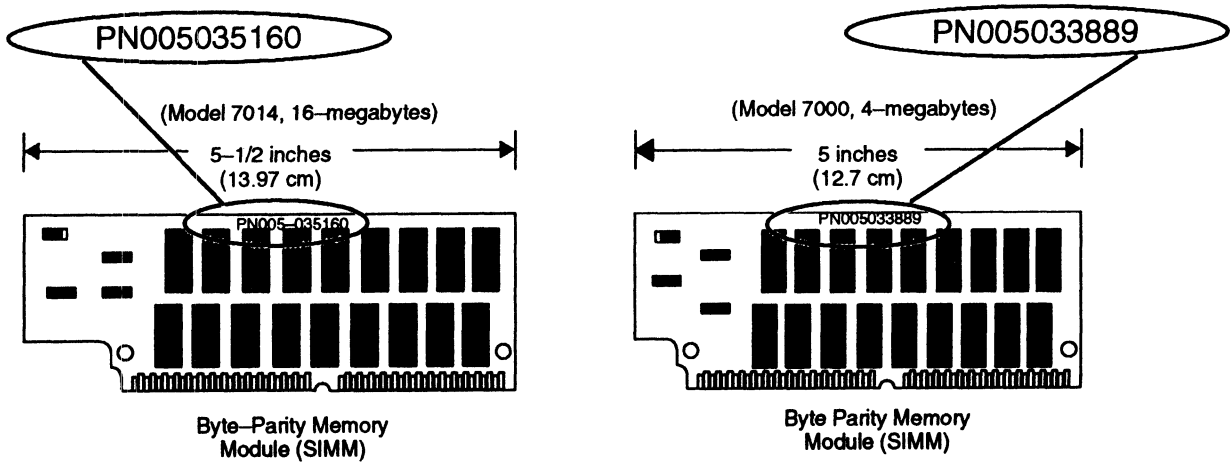 PN005035160
(Model 7014, 16–megabytes)
5–1/2 inches
(13.97 cm)
PN005–035160
Byte–Parity Memory
Module (SIMM)
PN005033889
(Model 7000, 4–megabytes)
5 inches
(12.7 cm)
PN005033889
Byte Parity Memory
Module (SIMM)